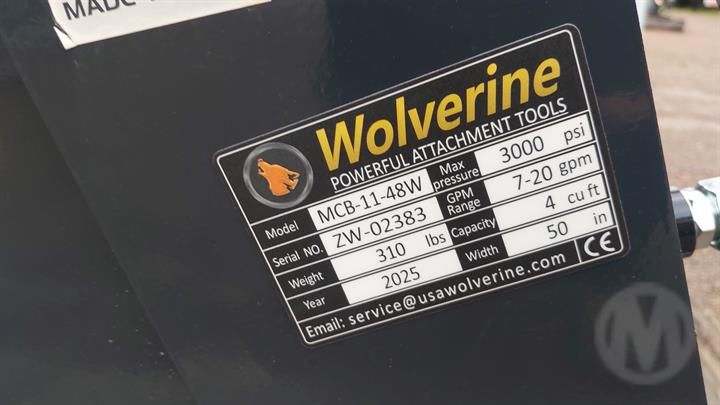 MADE
Wolverine
POWERFUL ATTACHMENT TOOLS
Model MCB-11-48W Max pressure 3000 psi
Serial NO. ZW-02383 GPM Range 7-20 gpm
Weight 310 lbs Capacity 4 cu ft
Year 2025 Width 50 in
Email: service@usawolverine.com CE
M